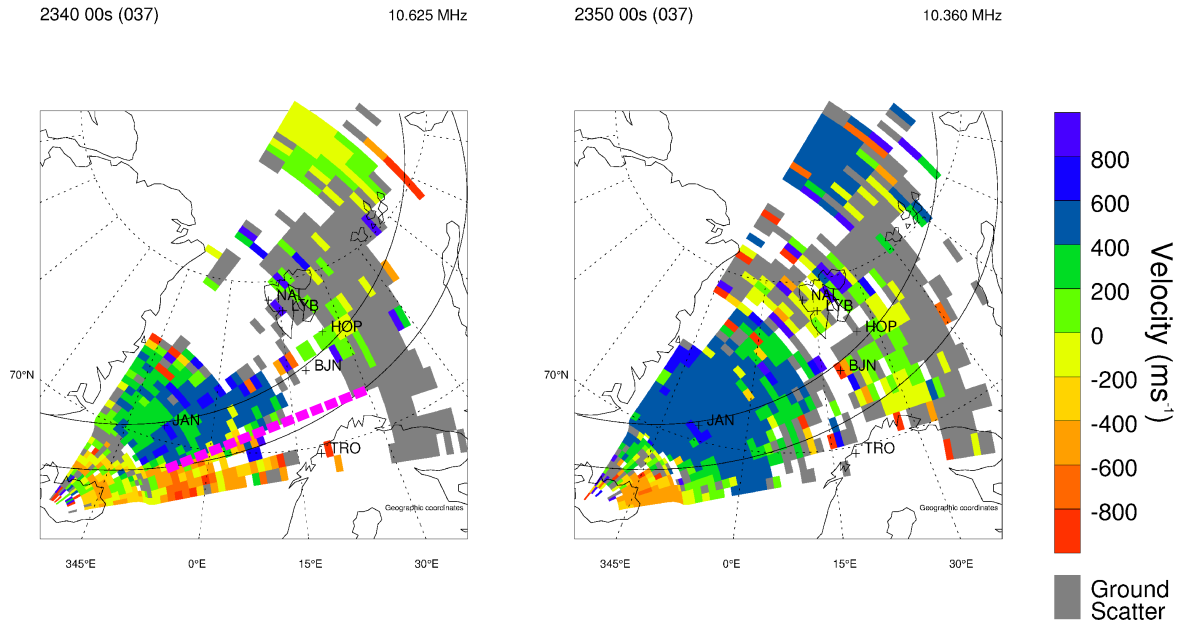 2340 00s (037)
10.625 MHz
2350 00s (037)
10.360 MHz
NAL
LYB
HOP
BJN
JAN
TRO
70°N
Geographic coordinates
345°E
0°E
15°E
30°E
NAL
LYB
HOP
BJN
JAN
TRO
70°N
Geographic coordinates
345°E
0°E
15°E
30°E
800
600
400
200
0
-200
-400
-600
-800
Velocity (ms⁻¹)
Ground
Scatter